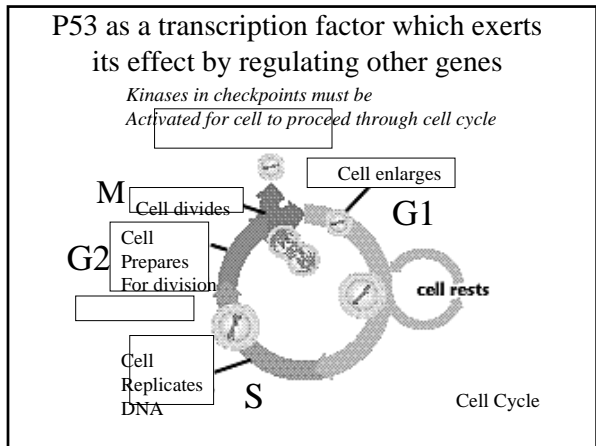 P53 as a transcription factor which exerts
its effect by regulating other genes
Kinases in checkpoints must be
Activated for cell to proceed through cell cycle
Cell enlarges
M
Cell divides
G1
G2
Cell
Prepares
For division
cell rests
Cell
Replicates
DNA
S
Cell Cycle